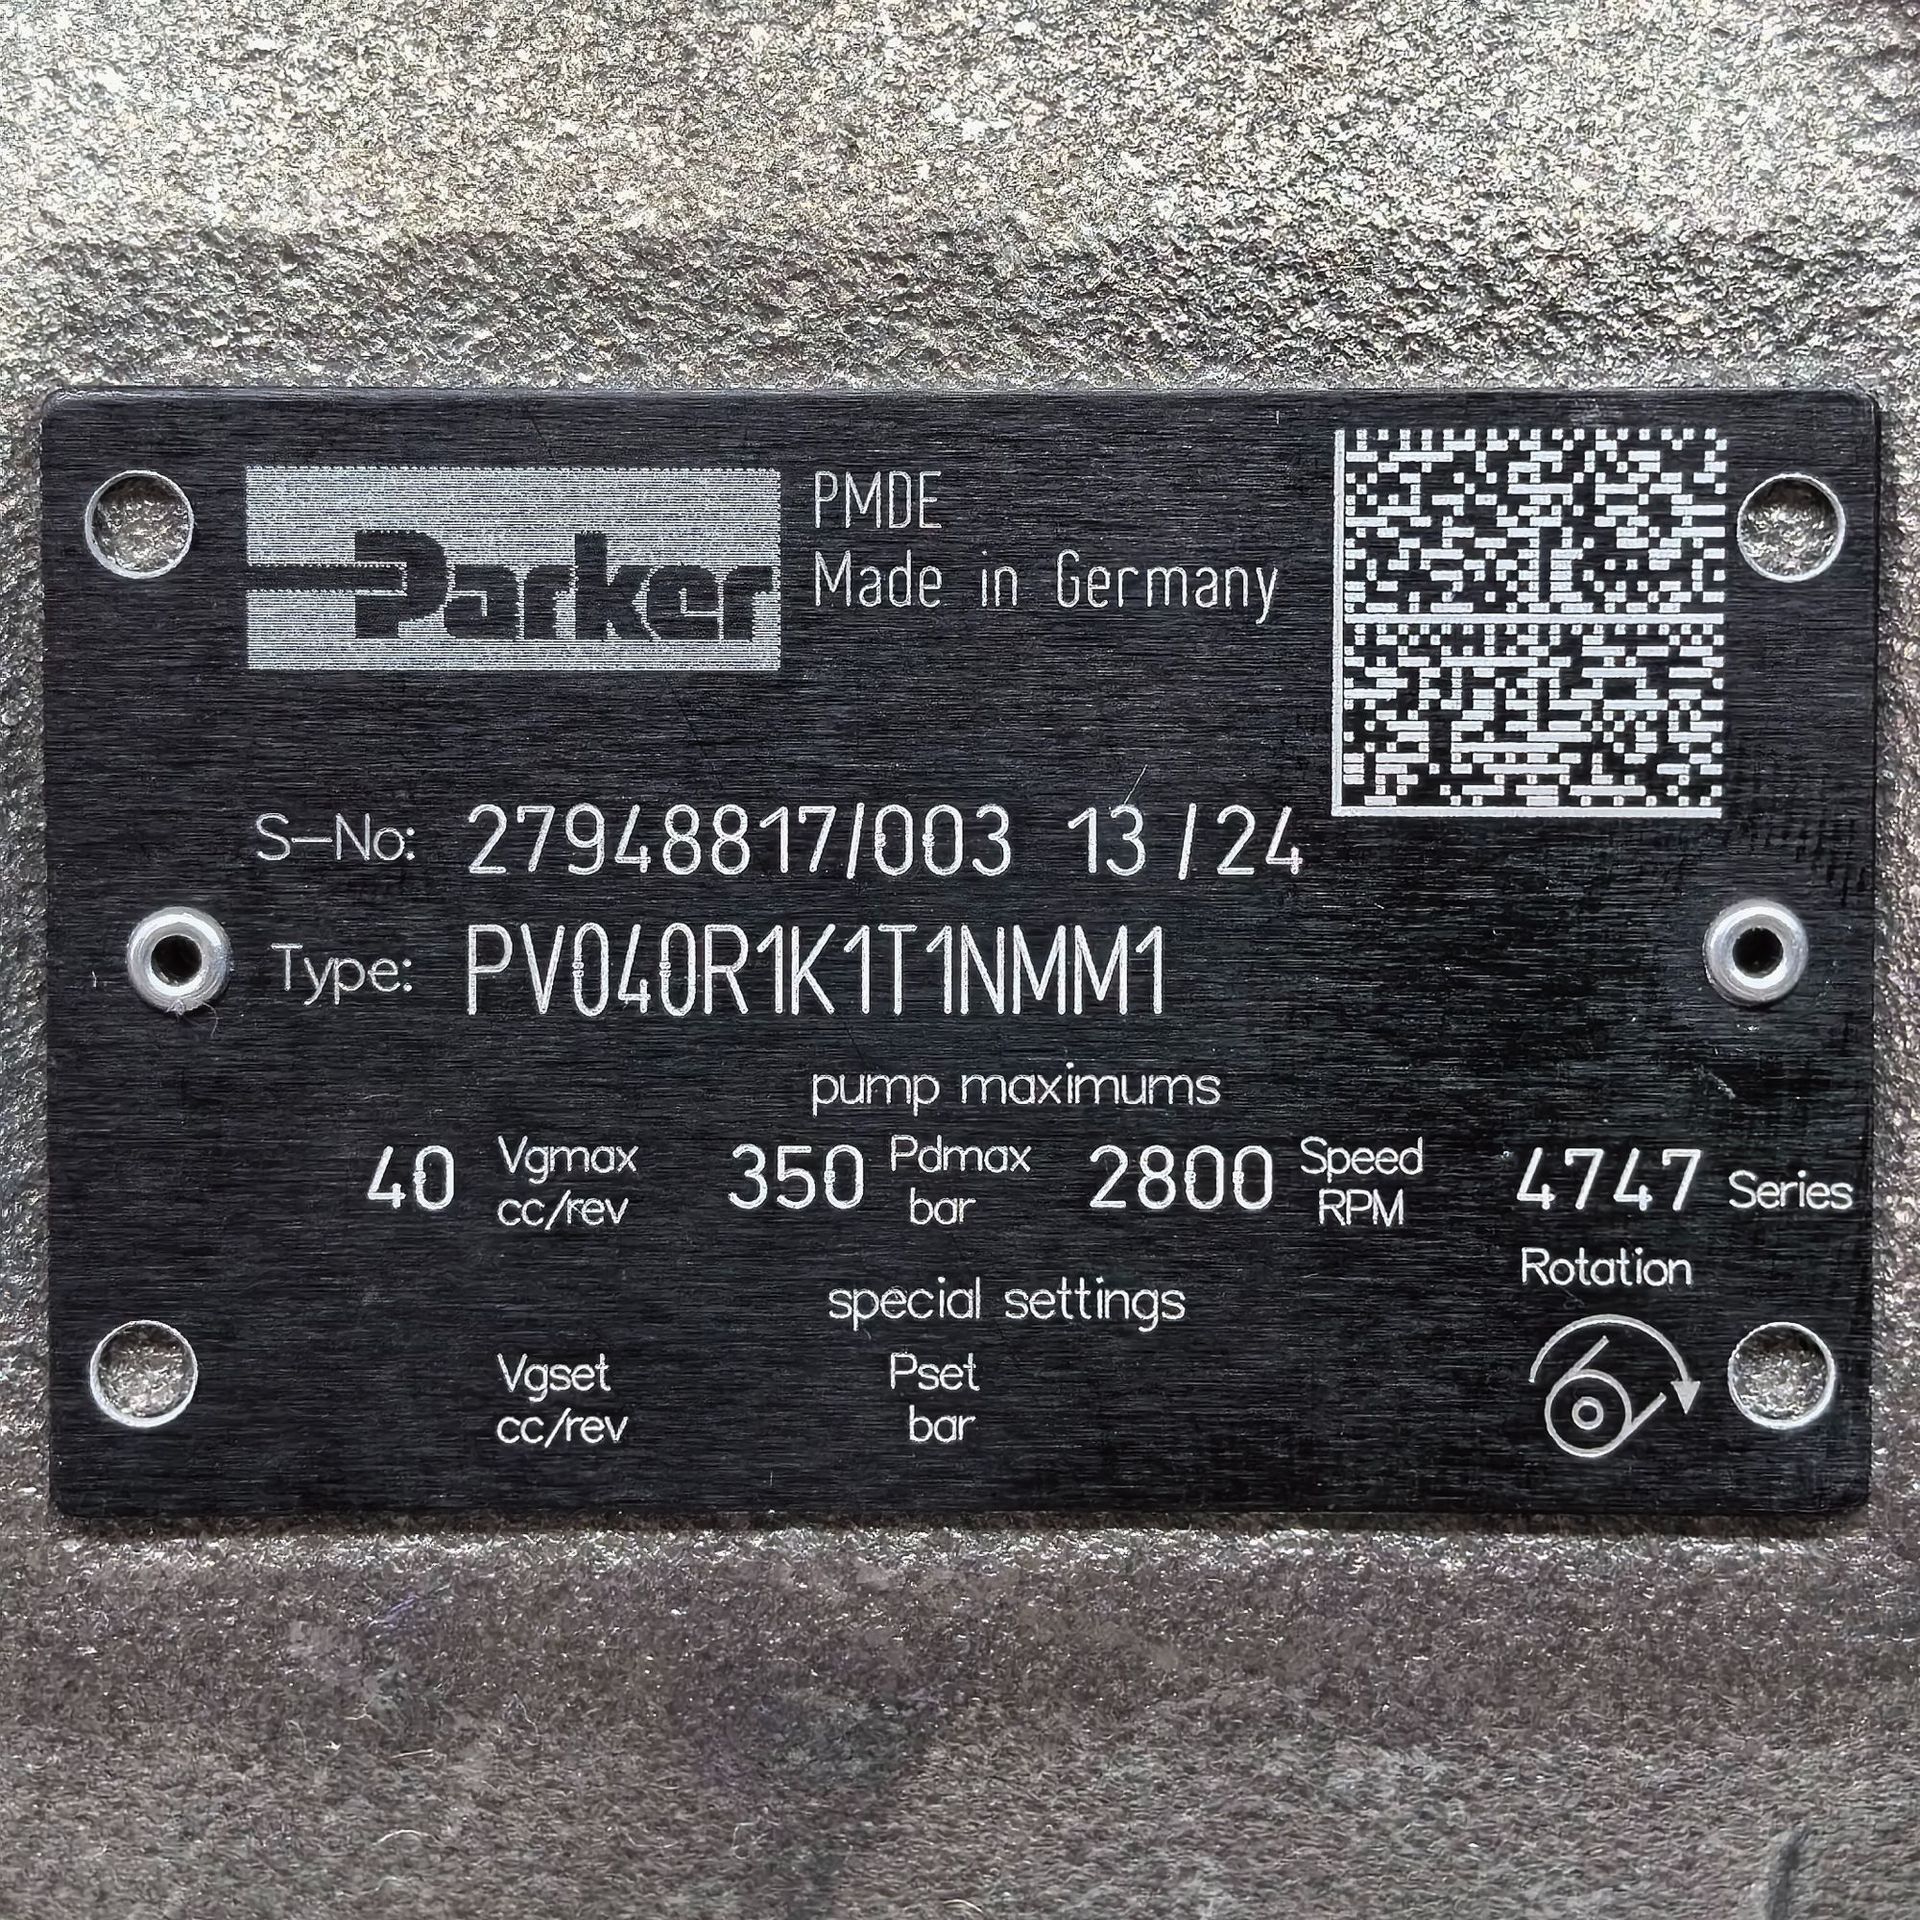 Parker
PMDE
Made in Germany
S-No: 27948817/003 13/24
Type: PV040R1K1T1NMM1
pump maximums
40 Vgmax cc/rev 350 Pdmax bar 2800 Speed RPM 4747 Series
Rotation
special settings
Vgset cc/rev Pset bar